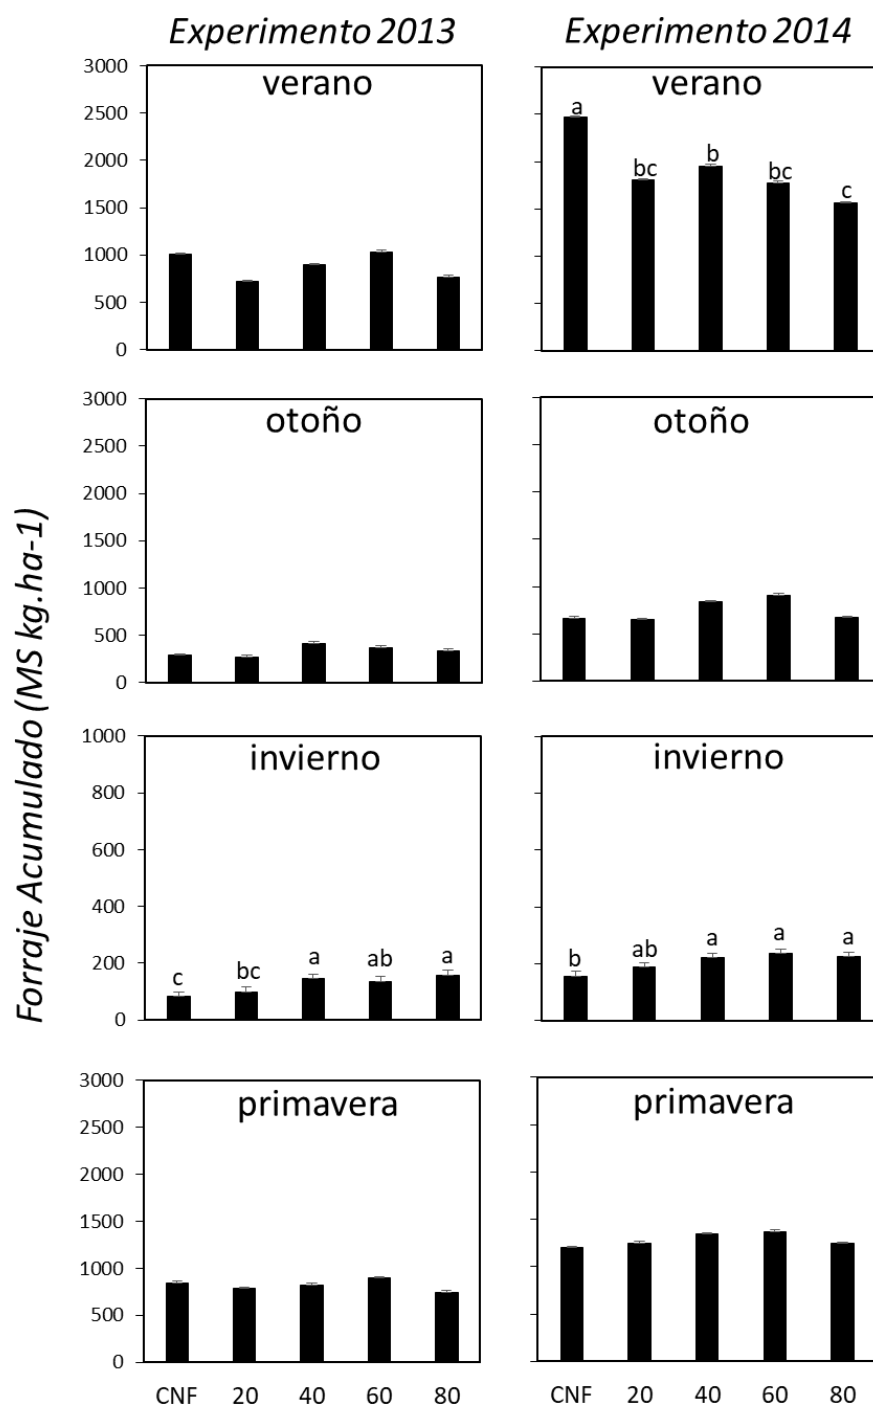 Experimento 2013
Experimento 2014
Forraje Acumulado (MS kg.ha-1)
verano
3000
2500
2000
1500
1000
500
0
verano
a
bc
b
bc
c
otoño
3000
2500
2000
1500
1000
500
0
otoño
invierno
1000
800
600
400
200
0
c
bc
a
ab
a
invierno
b
ab
a
a
a
primavera
3000
2500
2000
1500
1000
500
0
primavera
CNF 20 40 60 80
CNF 20 40 60 80